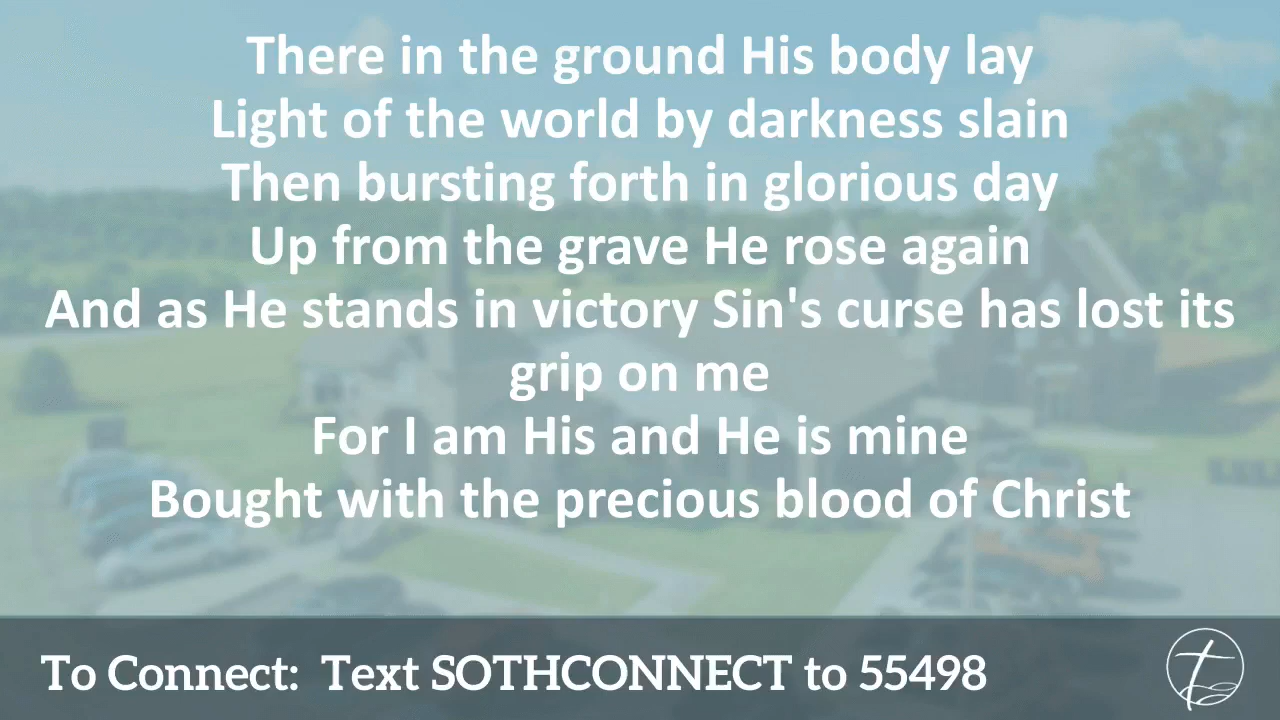 There in the ground His body lay
Light of the world by darkness slain
Then bursting forth in glorious day
Up from the grave He rose again
And as He stands in victory Sin's curse has lost its
grip on me
For I am His and He is mine
Bought with the precious blood of Christ
To Connect:  Text SOTHCONNECT to 55498